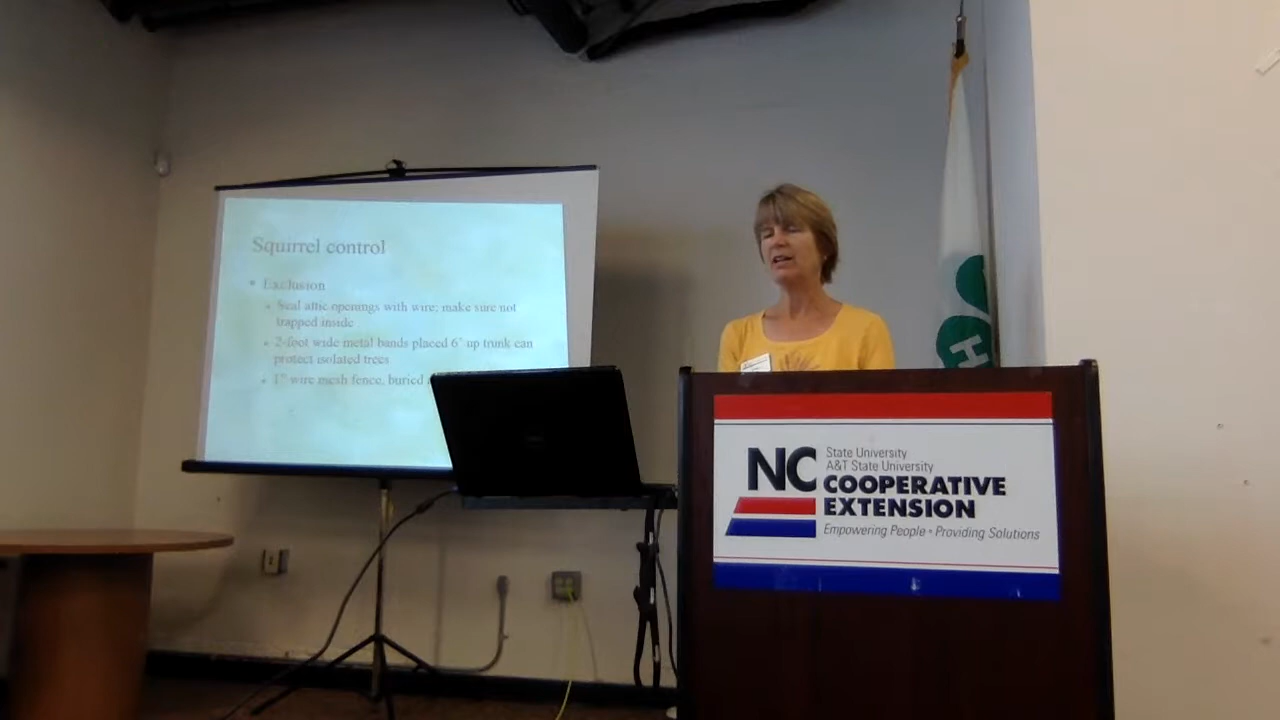 Squirrel control
• Exclusion
• Seal attic openings with wire; make sure not
trapped inside
• 2-foot wide metal bands placed 6' up trunk can
protect isolated trees
• 1" wire mesh fence, buried
NC
State University
A&T State University
COOPERATIVE
EXTENSION
Empowering People • Providing Solutions
H